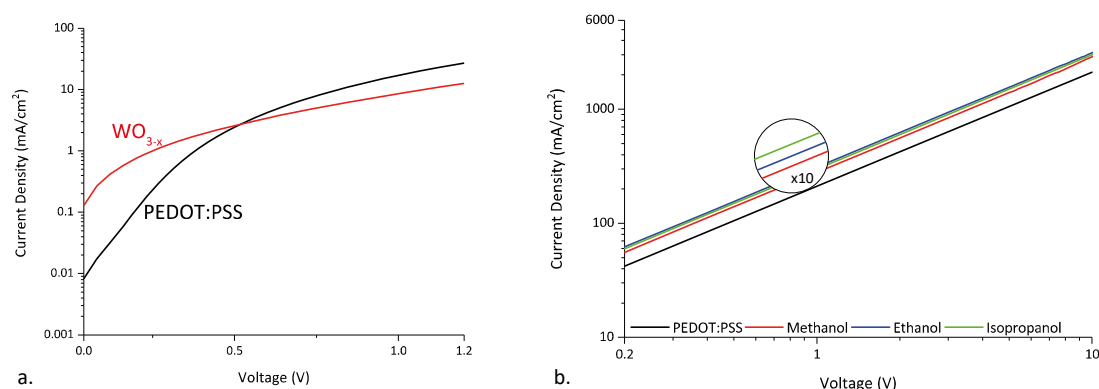 100
10
1
0.1
0.01
0.001
Current Density (mA/cm²)
WO₃₋ₓ
PEDOT:PSS
0.0
0.5
1.0
1.2
Voltage (V)
a.
6000
1000
100
10
Current Density (mA/cm²)
x10
PEDOT:PSS Methanol Ethanol Isopropanol
0.2
1
10
Voltage (V)
b.